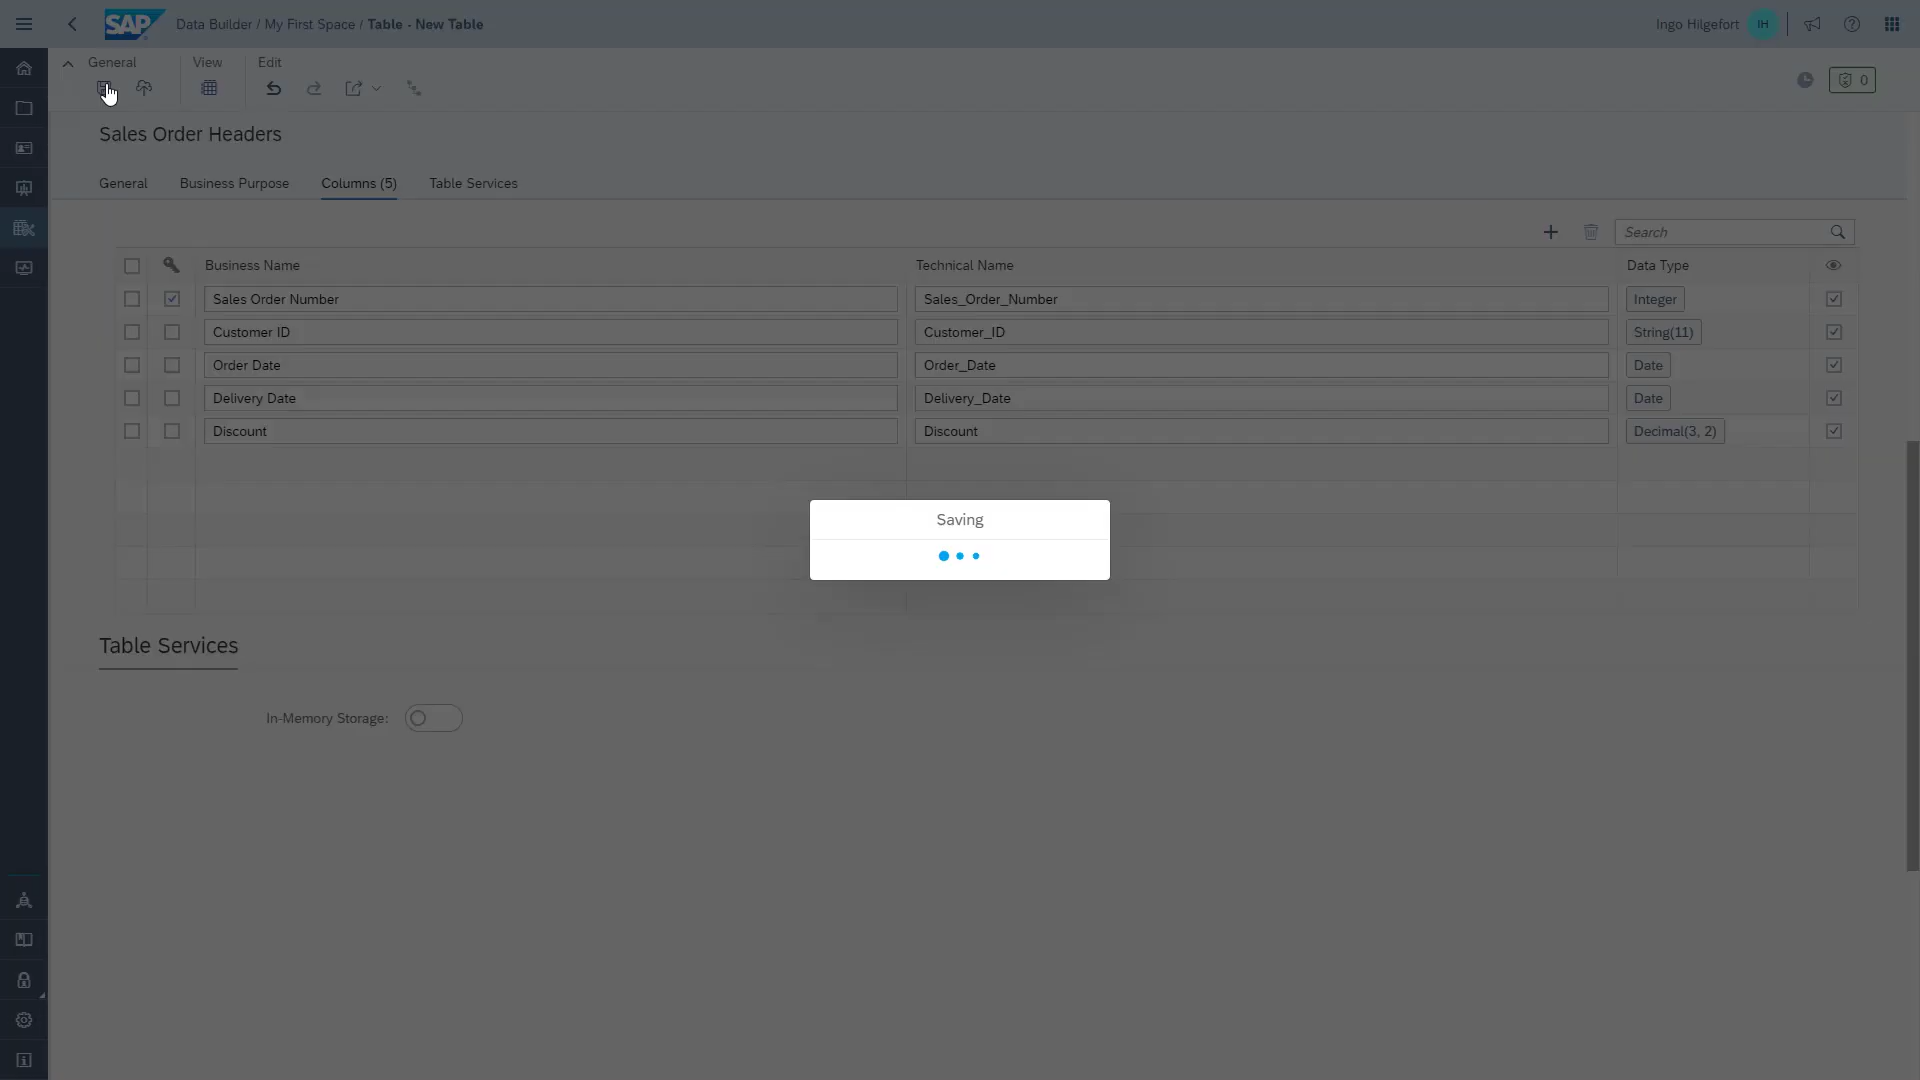 SAP Data Builder / My First Space / Table - New Table Ingo Hilgefort IH
General View Edit
0
Sales Order Headers
General Business Purpose Columns (5) Table Services
Search
Business Name Technical Name Data Type
Sales Order Number Sales_Order_Number Integer
Customer ID Customer_ID String(11)
Order Date Order_Date Date
Delivery Date Delivery_Date Date
Discount Discount Decimal(3, 2)
Saving
Table Services
In-Memory Storage: